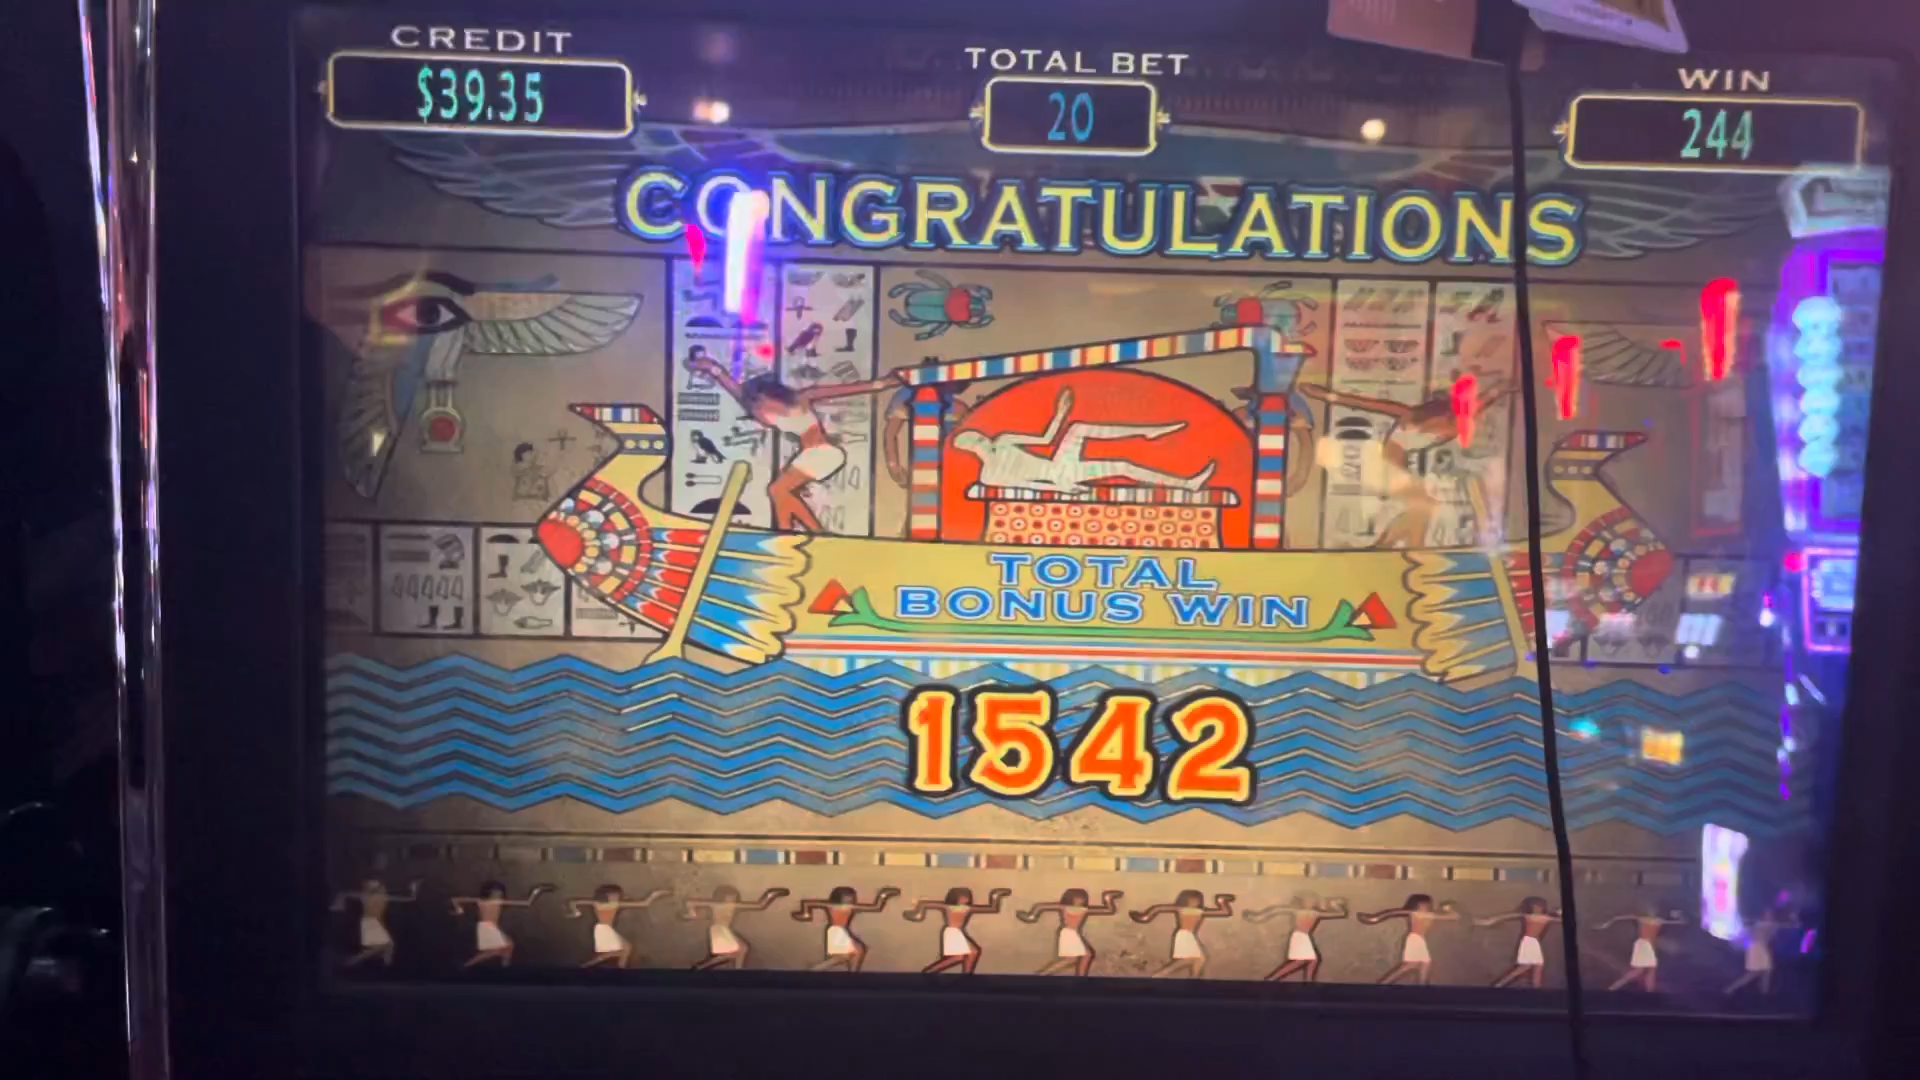 CREDIT
$39.35
TOTAL BET
20
WIN
244
CONGRATULATIONS
TOTAL
BONUS WIN
1542